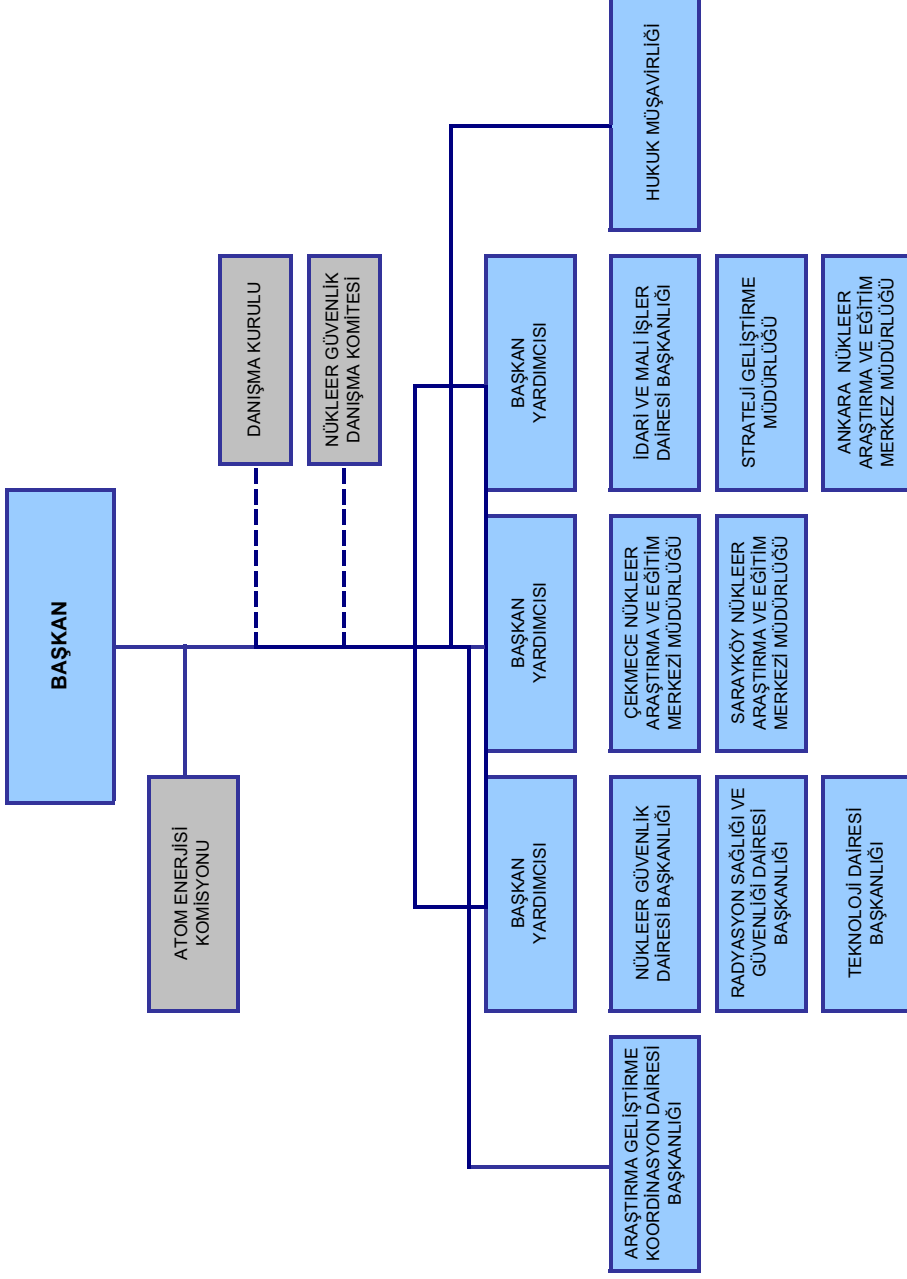 BAŞKAN
ATOM ENERJİSİ
KOMİSYONU
DANIŞMA KURULU
NÜKLEER GÜVENLİK
DANIŞMA KOMİTESİ
BAŞKAN
YARDIMCISI
BAŞKAN
YARDIMCISI
BAŞKAN
YARDIMCISI
ARAŞTIRMA GELİŞTİRME
KOORDİNASYON DAİRESİ
BAŞKANLIĞI
NÜKLEER GÜVENLİK
DAİRESİ BAŞKANLIĞI
ÇEKMECE NÜKLEER
ARAŞTIRMA VE EĞİTİM
MERKEZİ MÜDÜRLÜĞÜ
İDARİ VE MALİ İŞLER
DAİRESİ BAŞKANLIĞI
HUKUK MÜŞAVİRLİĞİ
RADYASYON SAĞLIĞI VE
GÜVENLİĞİ DAİRESİ
BAŞKANLIĞI
SARAYKÖY NÜKLEER
ARAŞTIRMA VE EĞİTİM
MERKEZİ MÜDÜRLÜĞÜ
STRATEJİ GELİŞTİRME
MÜDÜRLÜĞÜ
TEKNOLOJİ DAİRESİ
BAŞKANLIĞI
ANKARA NÜKLEER
ARAŞTIRMA VE EĞİTİM
MERKEZ MÜDÜRLÜĞÜ